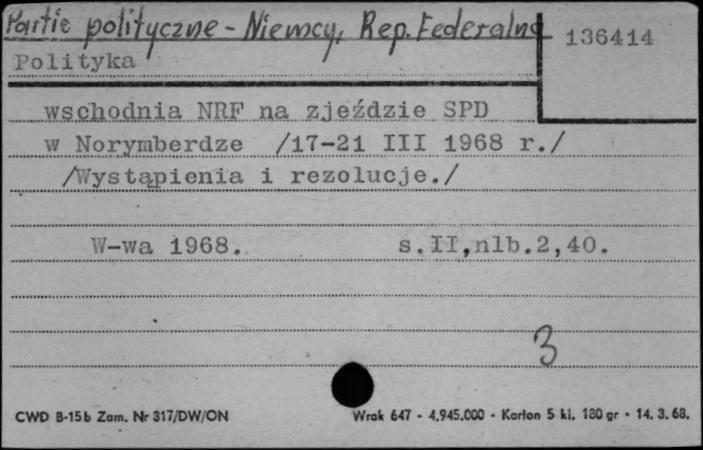 Partie polityczne - Niemcy, Rep. Federalna
136414
Polityka
wschodnia NRF na zjeździe SPD
w Norymberdze /17-21 III 1968 r./
/Wystąpienia i rezolucje./
W-wa 1968. s.II,nlb.2,40.
3
CWD B-15b Zam. Nr 317/DW/ON Wrak 647 - 4.945.000 - Karton 5 kl. 180 gr - 14. 3. 68.